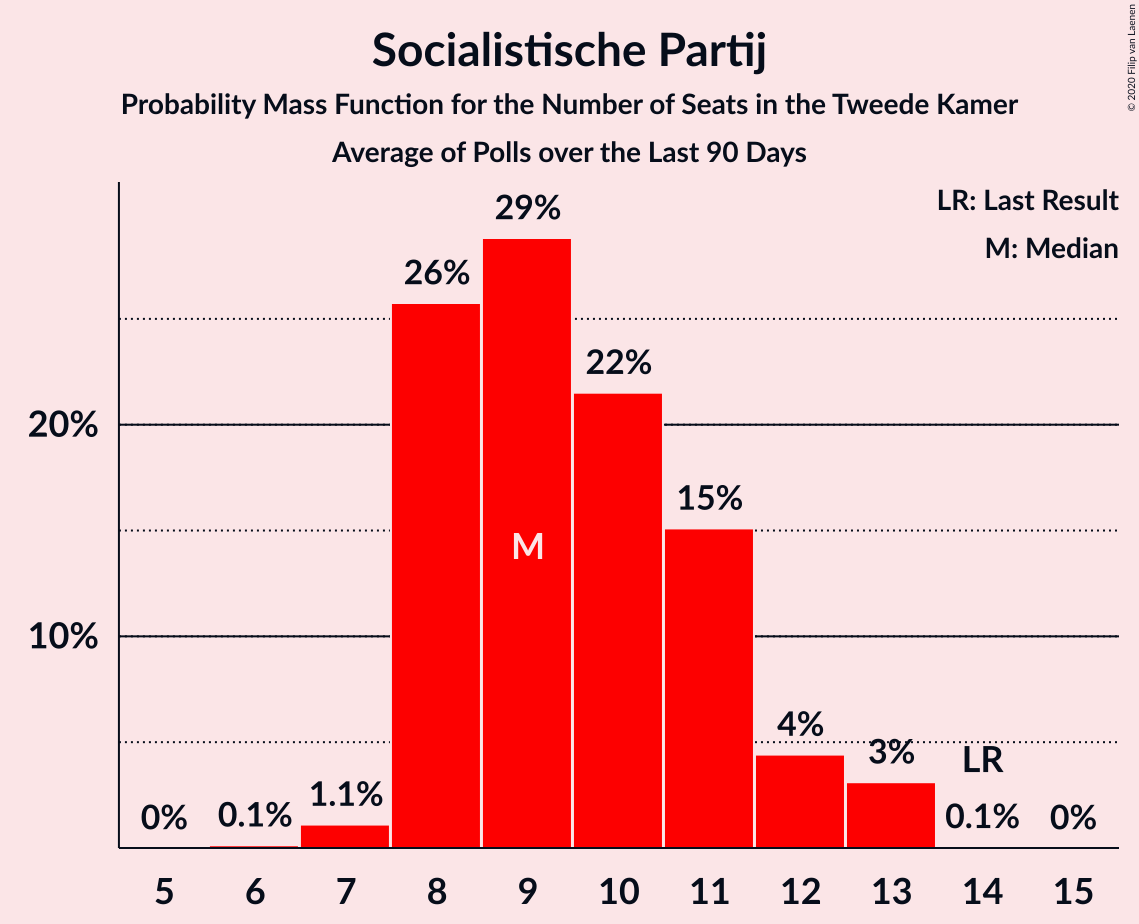 Socialistische Partij
Probability Mass Function for the Number of Seats in the Tweede Kamer
Average of Polls over the Last 90 Days
© 2020 Filip van Laenen
LR: Last Result
M: Median
29%
26%
22%
20%
15%
M
10%
4%
3%
LR
1.1%
0%
0.1%
0.1%
0%
5 6 7 8 9 10 11 12 13 14 15